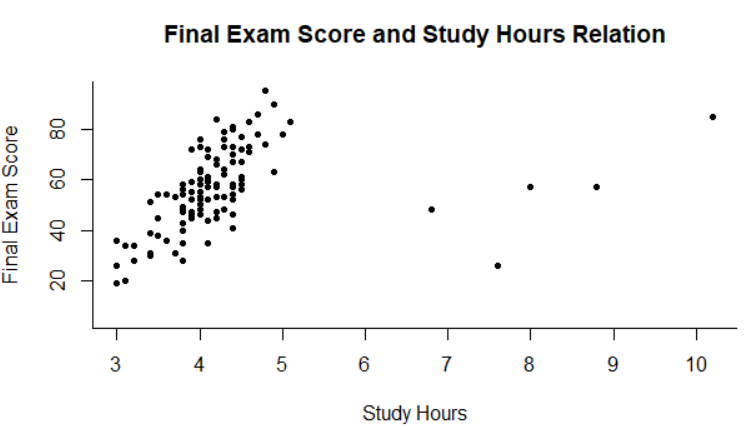 Final Exam Score and Study Hours Relation
Final Exam Score
80
60
40
20
3 4 5 6 7 8 9 10
Study Hours